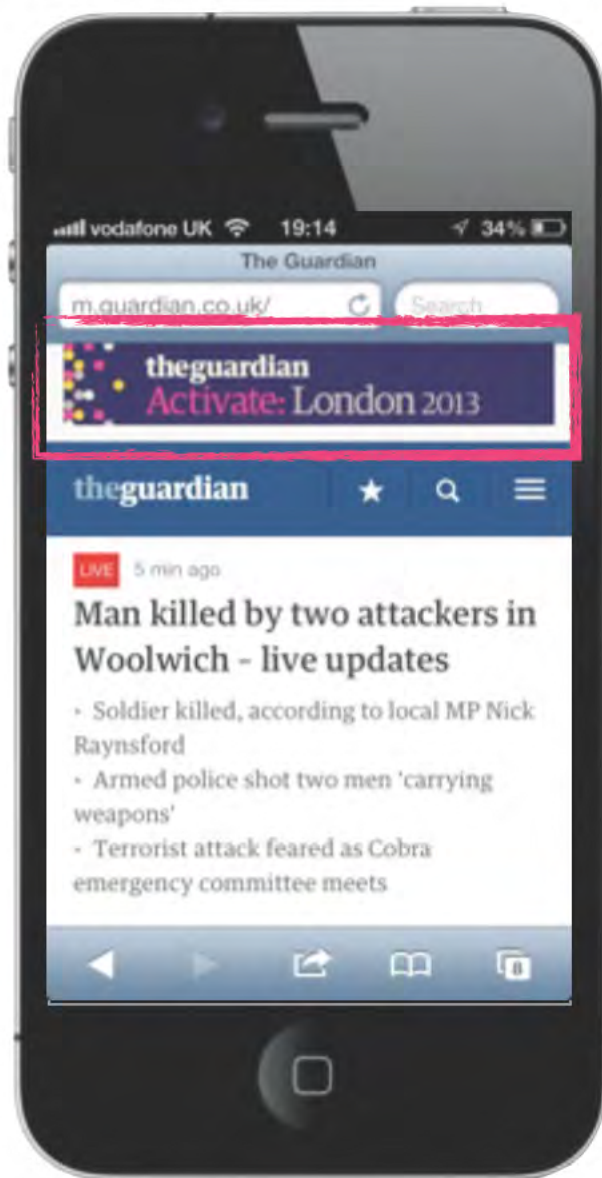 vodafone UK 19:14 34%
The Guardian
m.guardian.co.uk/ Search
theguardian
Activate: London 2013
theguardian
LIVE 5 min ago
Man killed by two attackers in
Woolwich – live updates
· Soldier killed, according to local MP Nick
Raynsford
· Armed police shot two men 'carrying
weapons'
· Terrorist attack feared as Cobra
emergency committee meets
8